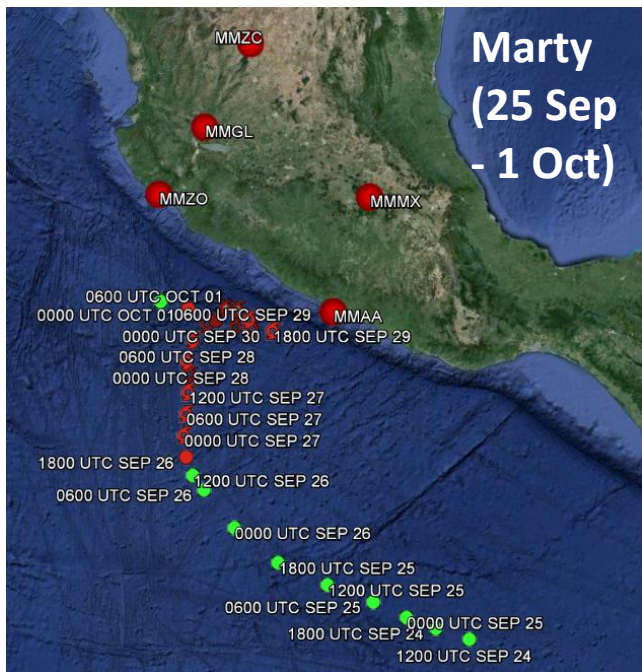 Marty
(25 Sep
- 1 Oct)
MMZC
MMGL
MMZO
MMMX
0600 UTC OCT 01
0000 UTC OCT 01
0600 UTC SEP 29
MMAA
0000 UTC SEP 30
1800 UTC SEP 29
0600 UTC SEP 28
0000 UTC SEP 28
1200 UTC SEP 27
0600 UTC SEP 27
0000 UTC SEP 27
1800 UTC SEP 26
1200 UTC SEP 26
0600 UTC SEP 26
0000 UTC SEP 26
1800 UTC SEP 25
1200 UTC SEP 25
0600 UTC SEP 25
0000 UTC SEP 25
1800 UTC SEP 24
1200 UTC SEP 24